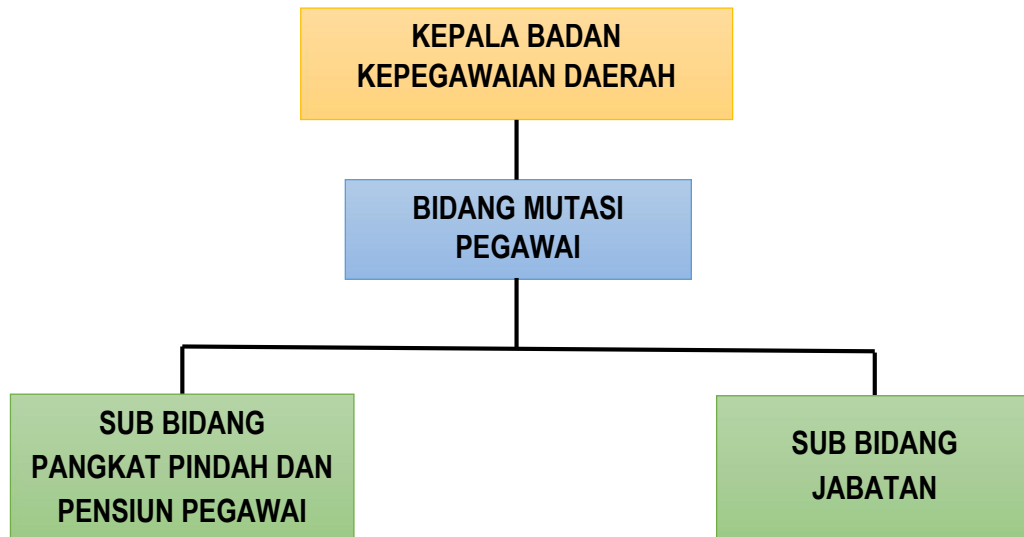 KEPALA BADAN
KEPEGAWAIAN DAERAH
BIDANG MUTASI
PEGAWAI
SUB BIDANG
PANGKAT PINDAH DAN
PENSIUN PEGAWAI
SUB BIDANG
JABATAN